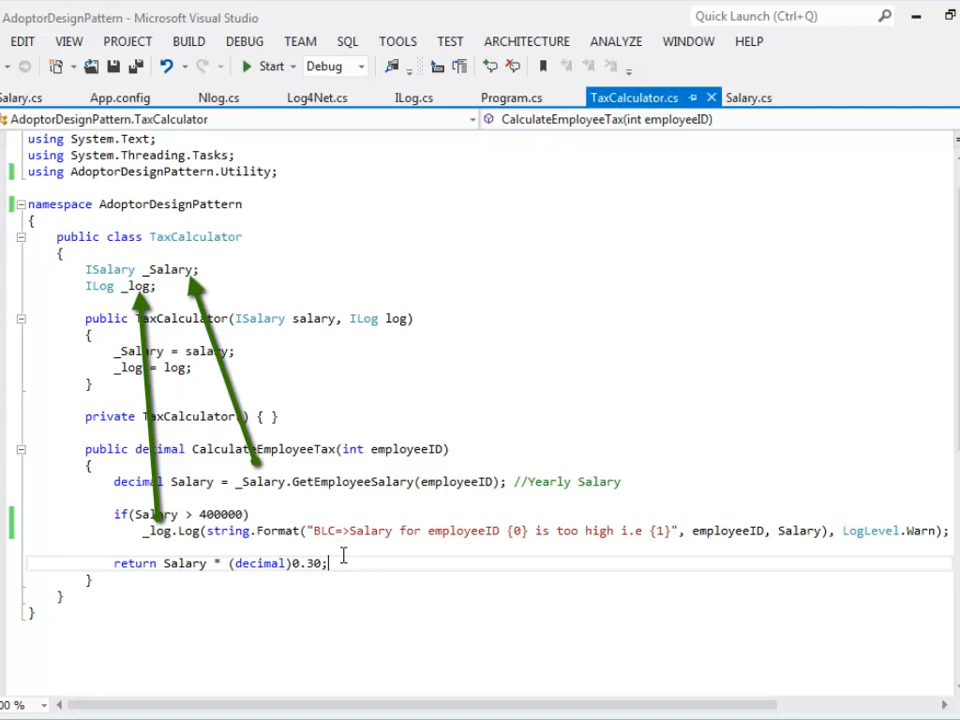 AdoptorDesignPattern - Microsoft Visual Studio
Quick Launch (Ctrl+Q)
EDIT VIEW PROJECT BUILD DEBUG TEAM SQL TOOLS TEST ARCHITECTURE ANALYZE WINDOW HELP
Start Debug
Salary.cs App.config Nlog.cs Log4Net.cs ILog.cs Program.cs TaxCalculator.cs Salary.cs
AdoptorDesignPattern.TaxCalculator CalculateEmployeeTax(int employeeID)
using System.Text;
using System.Threading.Tasks;
using AdoptorDesignPattern.Utility;
namespace AdoptorDesignPattern
{
public class TaxCalculator
{
ISalary _Salary;
ILog _log;
public TaxCalculator(ISalary salary, ILog log)
{
_Salary = salary;
_log = log;
}
private TaxCalculator() { }
public decimal CalculateEmployeeTax(int employeeID)
{
decimal Salary = _Salary.GetEmployeeSalary(employeeID); //Yearly Salary
if(Salary > 400000)
_log.Log(string.Format("BLC=>Salary for employeeID {0} is too high i.e {1}", employeeID, Salary), LogLevel.Warn);
return Salary * (decimal)0.30;
}
}
}
00 %